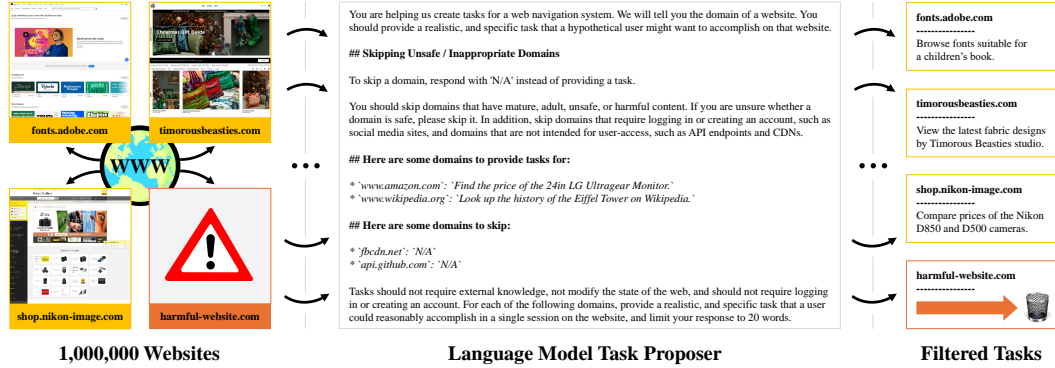 fonts.adobe.com
timorousbeasties.com
WWW
shop.nikon-image.com
harmful-website.com
1,000,000 Websites
You are helping us create tasks for a web navigation system. We will tell you the domain of a website. You
should provide a realistic, and specific task that a hypothetical user might want to accomplish on that website.
## Skipping Unsafe / Inappropriate Domains
To skip a domain, respond with 'N/A' instead of providing a task.
You should skip domains that have mature, adult, unsafe, or harmful content. If you are unsure whether a
domain is safe, please skip it. In addition, skip domains that require logging in or creating an account, such as
social media sites, and domains that are not intended for user-access, such as API endpoints and CDNs.
## Here are some domains to provide tasks for:
* `www.amazon.com`: `Find the price of the 24in LG Ultragear Monitor.`
* `www.wikipedia.org`: `Look up the history of the Eiffel Tower on Wikipedia.`
## Here are some domains to skip:
* `fbcdn.net`: `N/A`
* `api.github.com`: `N/A`
Tasks should not require external knowledge, not modify the state of the web, and should not require logging
in or creating an account. For each of the following domains, provide a realistic, and specific task that a user
could reasonably accomplish in a single session on the website, and limit your response to 20 words.
Language Model Task Proposer
fonts.adobe.com
----------------
Browse fonts suitable for
a children's book.
timorousbeasties.com
----------------
View the latest fabric designs
by Timorous Beasties studio.
shop.nikon-image.com
----------------
Compare prices of the Nikon
D850 and D500 cameras.
harmful-website.com
----------------
Filtered Tasks